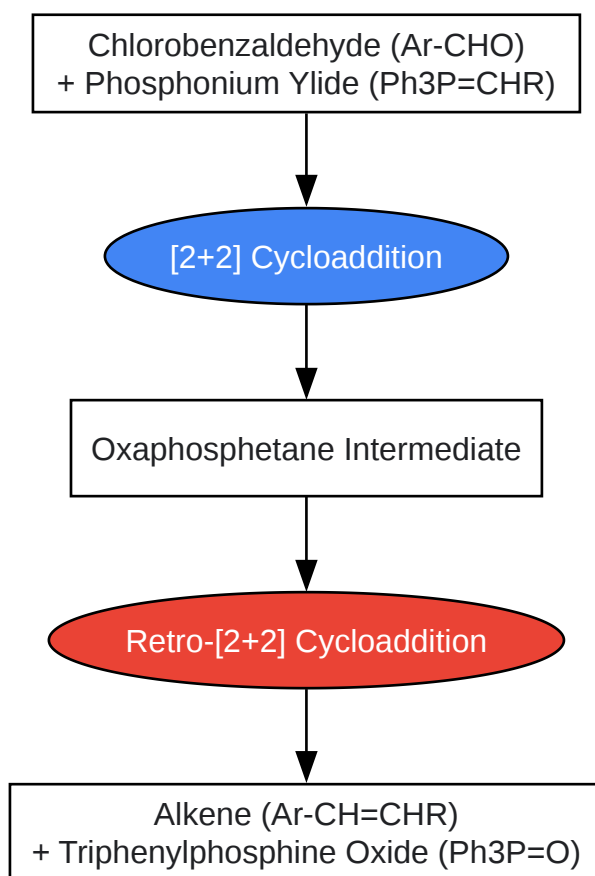 Chlorobenzaldehyde (Ar-CHO)
+ Phosphonium Ylide (Ph3P=CHR)
[2+2] Cycloaddition
Oxaphosphetane Intermediate
Retro-[2+2] Cycloaddition
Alkene (Ar-CH=CHR)
+ Triphenylphosphine Oxide (Ph3P=O)